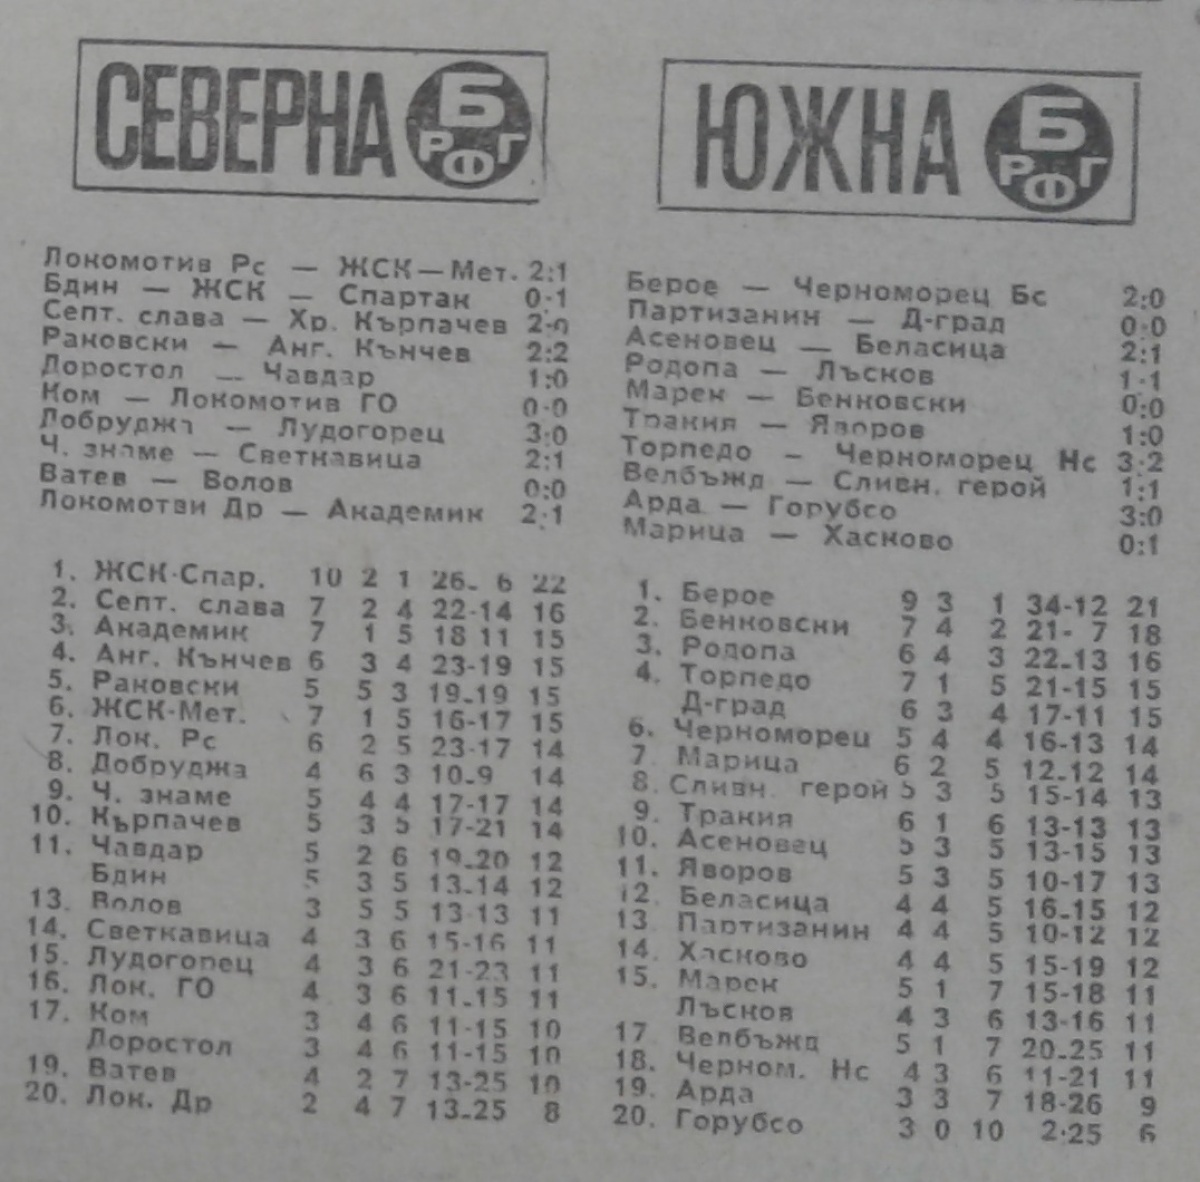 СЕВЕРНА БРФГ
Локомотив Рс — ЖСК—Мет. 2:1
Бдин — ЖСК — Спартак 0·1
Септ. слава — Хр. Кърпачев 2-0
Раковски — Анг. Кънчев 2:2
Доростол — Чавдар 1:0
Ком — Локомотив ГО 0·0
Добруджа — Лудогорец 3:0
Ч. знаме — Светкавица 2:1
Ватев — Волов 0:0
Локомотви Др — Академик 2·1
1. ЖСК·Спар. 10 2 1 26- 6 22
2. Септ. слава 7 2 4 22-14 16
3. Академик 7 1 5 18 11 15
4. Анг. Кънчев 6 3 4 23-19 15
5. Раковски 5 5 3 19-19 15
6. ЖСК-Мет. 7 1 5 16-17 15
7. Лок. Рс 6 2 5 23-17 14
8. Добруджа 4 6 3 10-9 14
9. Ч. знаме 5 4 4 17-17 14
10. Кърпачев 5 3 5 17-21 14
11. Чавдар 5 2 6 19-20 12
Бдин 5 3 5 13-14 12
13. Волов 3 5 5 13-13 11
14. Светкавица 4 3 6 15-16 11
15. Лудогорец 4 3 6 21-23 11
16. Лок. ГО 4 3 6 11-15 11
17. Ком 3 4 6 11-15 10
Доростол 3 4 6 11-15 10
19. Ватев 4 2 7 13-25 10
20. Лок. Др 2 4 7 13-25 8
ЮЖНА БРФГ
Берое — Черноморец Бс 2:0
Партизанин — Д-град 0:0
Асеновец — Беласица 2:1
Родопа — Лъсков 1·1
Марек — Бенковски 0:0
Тракия — Яворов 1:0
Торпедо – Черноморец Нс 3·2
Велбъжд — Сливн. герой 1:1
Арда — Горубсо 3:0
Марица — Хасково 0:1
1. Берое 9 3 1 34-12 21
2. Бенковски 7 4 2 21- 7 18
3. Родопа 6 4 3 22-13 16
4. Торпедо 7 1 5 21-15 15
Д-град 6 3 4 17-11 15
6. Черноморец 5 4 4 16-13 14
7 Марица 6 2 5 12-12 14
8. Сливн. герой 5 3 5 15-14 13
9. Тракия 6 1 6 13-13 13
10. Асеновец 5 3 5 13-15 13
11. Яворов 5 3 5 10-17 13
12. Беласица 4 4 5 16-15 12
13. Партизанин 4 4 5 10-12 12
14. Хасково 4 4 5 15-19 12
15. Марек 5 1 7 15-18 11
Лъсков 4 3 6 13-16 11
17 Велбъжд 5 1 7 20-25 11
18. Черном. Нс 4 3 6 11-21 11
19. Арда 3 3 7 18-26 9
20. Горубсо 3 0 10 2·25 6